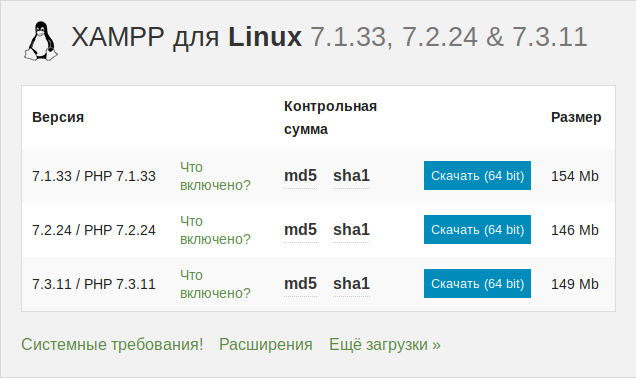 XAMPP для Linux 7.1.33, 7.2.24 & 7.3.11
Версия Контрольная сумма Размер
7.1.33 / PHP 7.1.33 Что включено? md5 sha1 Скачать (64 bit) 154 Mb
7.2.24 / PHP 7.2.24 Что включено? md5 sha1 Скачать (64 bit) 146 Mb
7.3.11 / PHP 7.3.11 Что включено? md5 sha1 Скачать (64 bit) 149 Mb
Системные требования! Расширения Ещё загрузки »